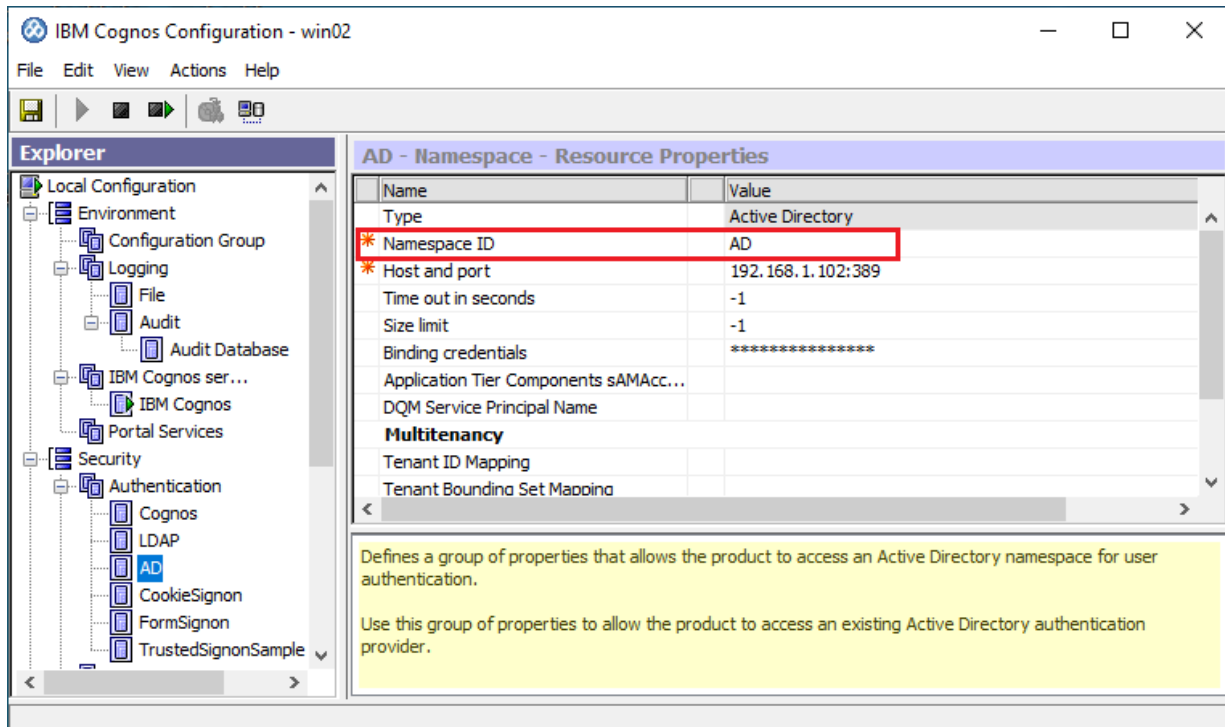 IBM Cognos Configuration - win02
File Edit View Actions Help
Explorer
Local Configuration
Environment
Configuration Group
Logging
File
Audit
Audit Database
IBM Cognos ser...
IBM Cognos
Portal Services
Security
Authentication
Cognos
LDAP
AD
CookieSignon
FormSignon
TrustedSignonSample
AD - Namespace - Resource Properties
Name Value
Type Active Directory
* Namespace ID AD
* Host and port 192.168.1.102:389
Time out in seconds -1
Size limit -1
Binding credentials ***************
Application Tier Components sAMAcc...
DQM Service Principal Name
Multitenancy
Tenant ID Mapping
Tenant Bounding Set Mapping
Defines a group of properties that allows the product to access an Active Directory namespace for user
authentication.
Use this group of properties to allow the product to access an existing Active Directory authentication
provider.